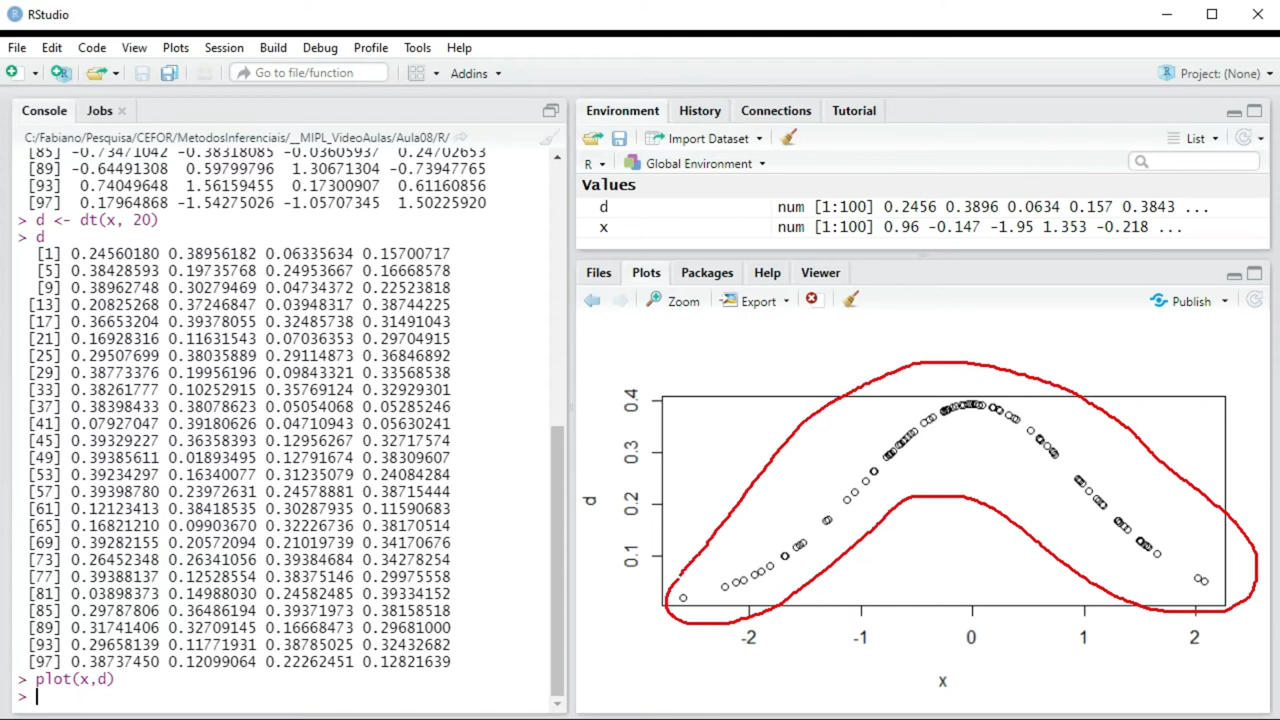 RStudio
File Edit Code View Plots Session Build Debug Profile Tools Help
Go to file/function Addins Project: (None)
Console Jobs
C:/Fabiano/Pesquisa/CEFOR/MetodosInferenciais/__MIPL_VideoAulas/Aula08/R/
[85] -0.73471042 -0.38318085 -0.03605937 0.24702653
[89] -0.64491308 0.59799796 1.30671304 -0.73947765
[93] 0.74049648 1.56159455 0.17300907 0.61160856
[97] 0.17964868 -1.54275026 -1.05707345 1.50225920
> d <- dt(x, 20)
> d
[1] 0.24560180 0.38956182 0.06335634 0.15700717
[5] 0.38428593 0.19735768 0.24953667 0.16668578
[9] 0.38962748 0.30279469 0.04734372 0.22523818
[13] 0.20825268 0.37246847 0.03948317 0.38744225
[17] 0.36653204 0.39378055 0.32485738 0.31491043
[21] 0.16928316 0.11631543 0.07036353 0.29704915
[25] 0.29507699 0.38035889 0.29114873 0.36846892
[29] 0.38773376 0.19996196 0.09843321 0.33568538
[33] 0.38261777 0.10252915 0.35769124 0.32929301
[37] 0.38398433 0.38078623 0.05054068 0.05285246
[41] 0.07927047 0.39180626 0.04710943 0.05630241
[45] 0.39329227 0.36358393 0.12956267 0.32717574
[49] 0.39385611 0.01893495 0.12791674 0.38309607
[53] 0.39234297 0.16340077 0.31235079 0.24084284
[57] 0.39398780 0.23972631 0.24578881 0.38715444
[61] 0.12123413 0.38418535 0.30287935 0.11590683
[65] 0.16821210 0.09903670 0.32226736 0.38170514
[69] 0.39282155 0.20572094 0.21019739 0.34170676
[73] 0.26452348 0.26341056 0.39384684 0.34278254
[77] 0.39388137 0.12528554 0.38375146 0.29975558
[81] 0.03898373 0.14988030 0.24582485 0.39334152
[85] 0.29787806 0.36486194 0.39371973 0.38158518
[89] 0.31741406 0.32709145 0.16668473 0.29681000
[93] 0.29658139 0.11771931 0.38785025 0.32432682
[97] 0.38737450 0.12099064 0.22262451 0.12821639
> plot(x,d)
>
Environment History Connections Tutorial
Import Dataset List
R Global Environment
Values
d num [1:100] 0.2456 0.3896 0.0634 0.157 0.3843 ...
x num [1:100] 0.96 -0.147 -1.95 1.353 -0.218 ...
Files Plots Packages Help Viewer
Zoom Export Publish
0.4
0.3
0.2
0.1
d
-2 -1 0 1 2
x